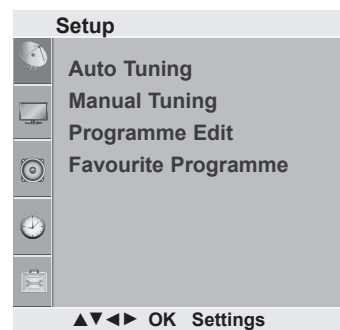 Setup
Auto Tuning
Manual Tuning
Programme Edit
Favourite Programme
▲▼◄► OK Settings